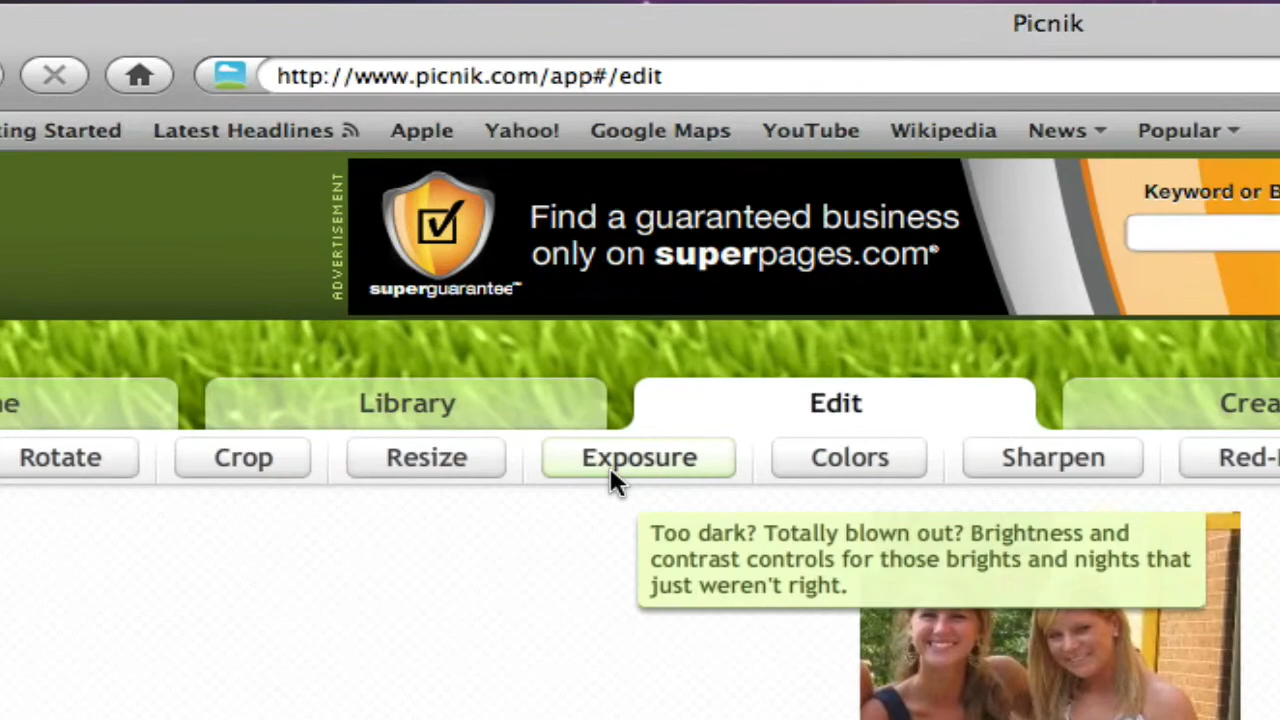 Picnik
http://www.picnik.com/app#/edit
ing Started Latest Headlines Apple Yahoo! Google Maps YouTube Wikipedia News Popular
ADVERTISEMENT
Find a guaranteed business
only on superpages.com®
superguarantee℠
Keyword or B
e Library Edit Crea
Rotate Crop Resize Exposure Colors Sharpen Red-
Too dark? Totally blown out? Brightness and
contrast controls for those brights and nights that
just weren't right.